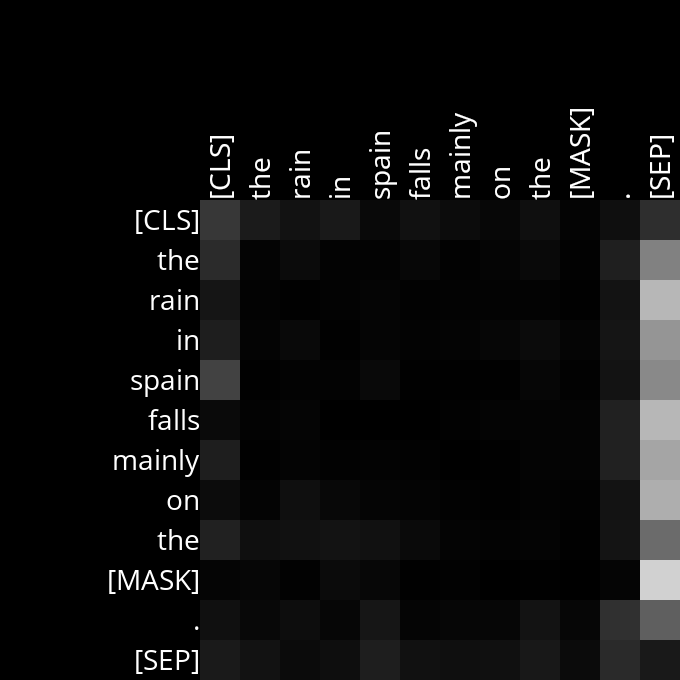 [CLS] the rain in spain falls mainly on the [MASK] . [SEP]
[CLS]
the
rain
in
spain
falls
mainly
on
the
[MASK]
.
[SEP]